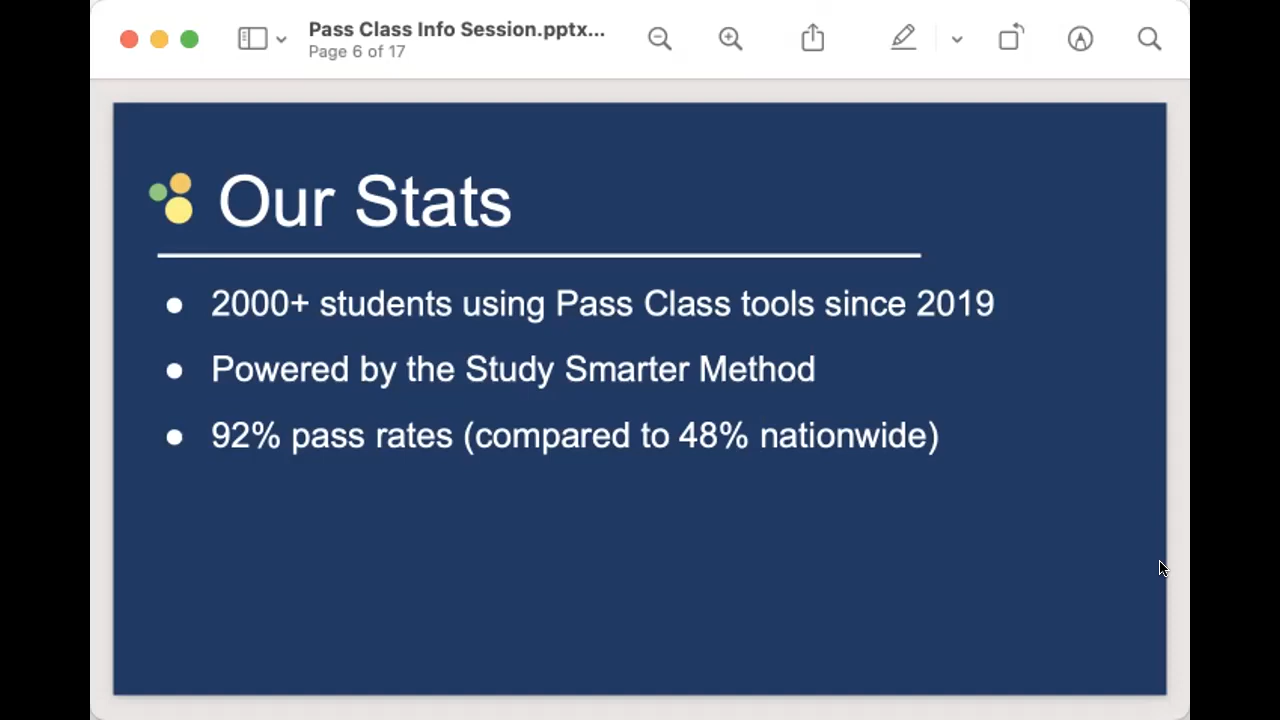 Pass Class Info Session.pptx...
Page 6 of 17
Our Stats
● 2000+ students using Pass Class tools since 2019
● Powered by the Study Smarter Method
● 92% pass rates (compared to 48% nationwide)